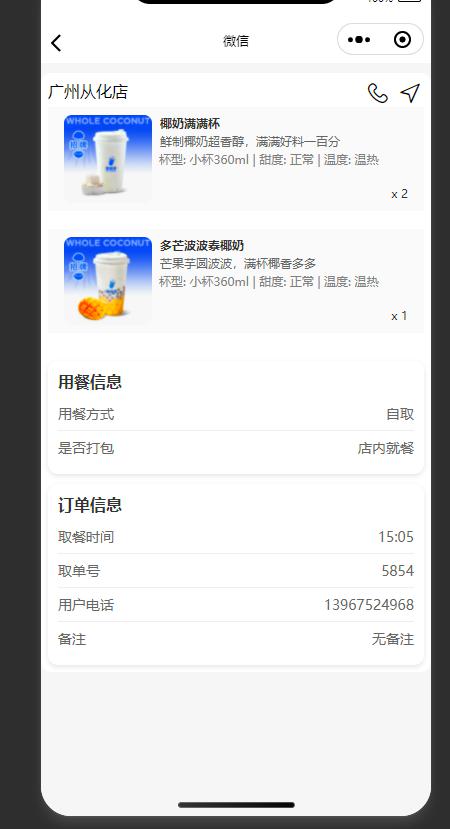 微信
广州从化店
WHOLE COCONUT
招牌
椰奶满满杯
鲜制椰奶超香醇，满满好料一百分
杯型: 小杯360ml | 甜度: 正常 | 温度: 温热
x 2
WHOLE COCONUT
招牌
多芒波波泰椰奶
芒果芋圆波波，满杯椰香多多
杯型: 小杯360ml | 甜度: 正常 | 温度: 温热
x 1
用餐信息
用餐方式 自取
是否打包 店内就餐
订单信息
取餐时间 15:05
取单号 5854
用户电话 13967524968
备注 无备注